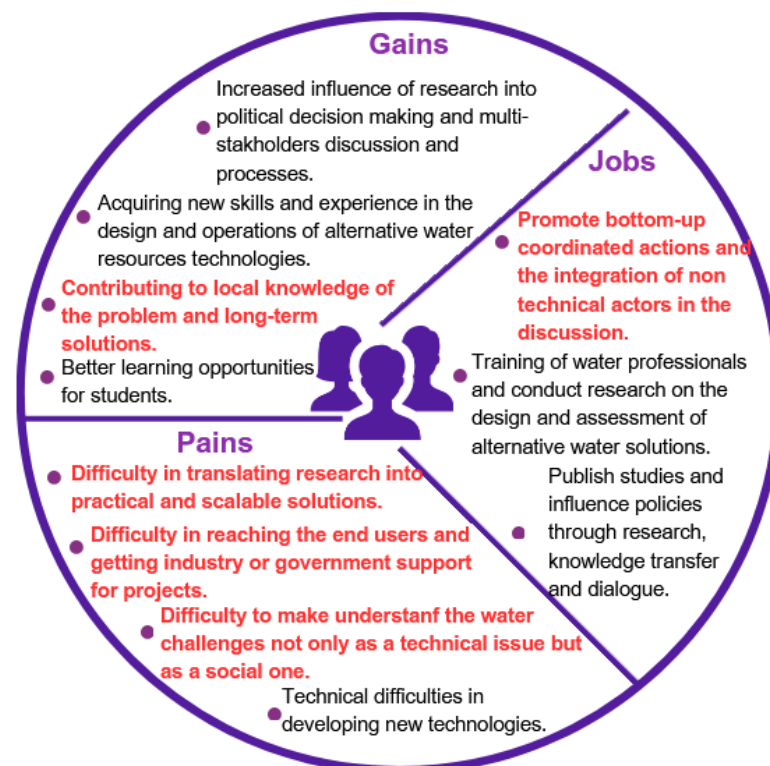 Gains
Increased influence of research into
political decision making and multi-
stakholders discussion and
processes.
Acquiring new skills and experience in the
design and operations of alternative water
resources technologies.
Contributing to local knowledge of
the problem and long-term
solutions.
Better learning opportunities
for students.
Jobs
Promote bottom-up
coordinated actions and
the integration of non
technical actors in the
discussion.
Training of water professionals
and conduct research on the
design and assessment of
alternative water solutions.
Publish studies and
influence policies
through research,
knowledge transfer
and dialogue.
Pains
Difficulty in translating research into
practical and scalable solutions.
Difficulty in reaching the end users and
getting industry or government support
for projects.
Difficulty to make understanf the water
challenges not only as a technical issue but
as a social one.
Technical difficulties in
developing new technologies.